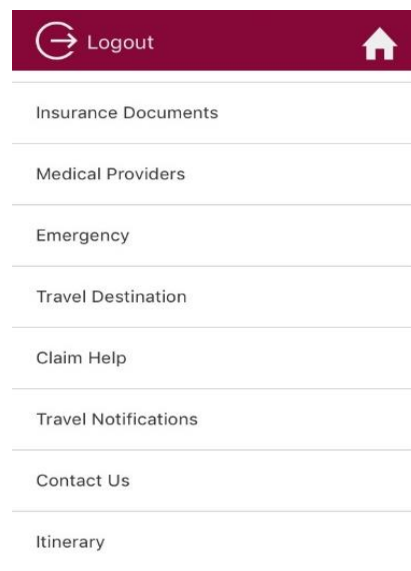 Logout
Insurance Documents
Medical Providers
Emergency
Travel Destination
Claim Help
Travel Notifications
Contact Us
Itinerary